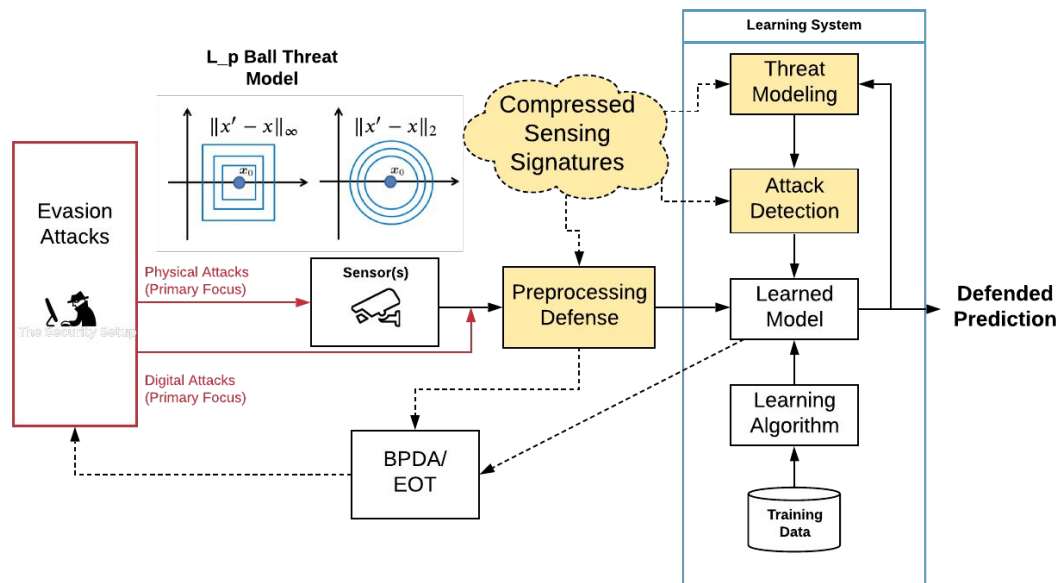 Learning System
L_p Ball Threat
Model
‖x′ − x‖∞
‖x′ − x‖₂
x₀
x₀
Compressed
Sensing
Signatures
Threat
Modeling
Attack
Detection
Evasion
Attacks
The Security Setup
Physical Attacks
(Primary Focus)
Sensor(s)
Preprocessing
Defense
Learned
Model
Defended
Prediction
Digital Attacks
(Primary Focus)
Learning
Algorithm
BPDA/
EOT
Training
Data